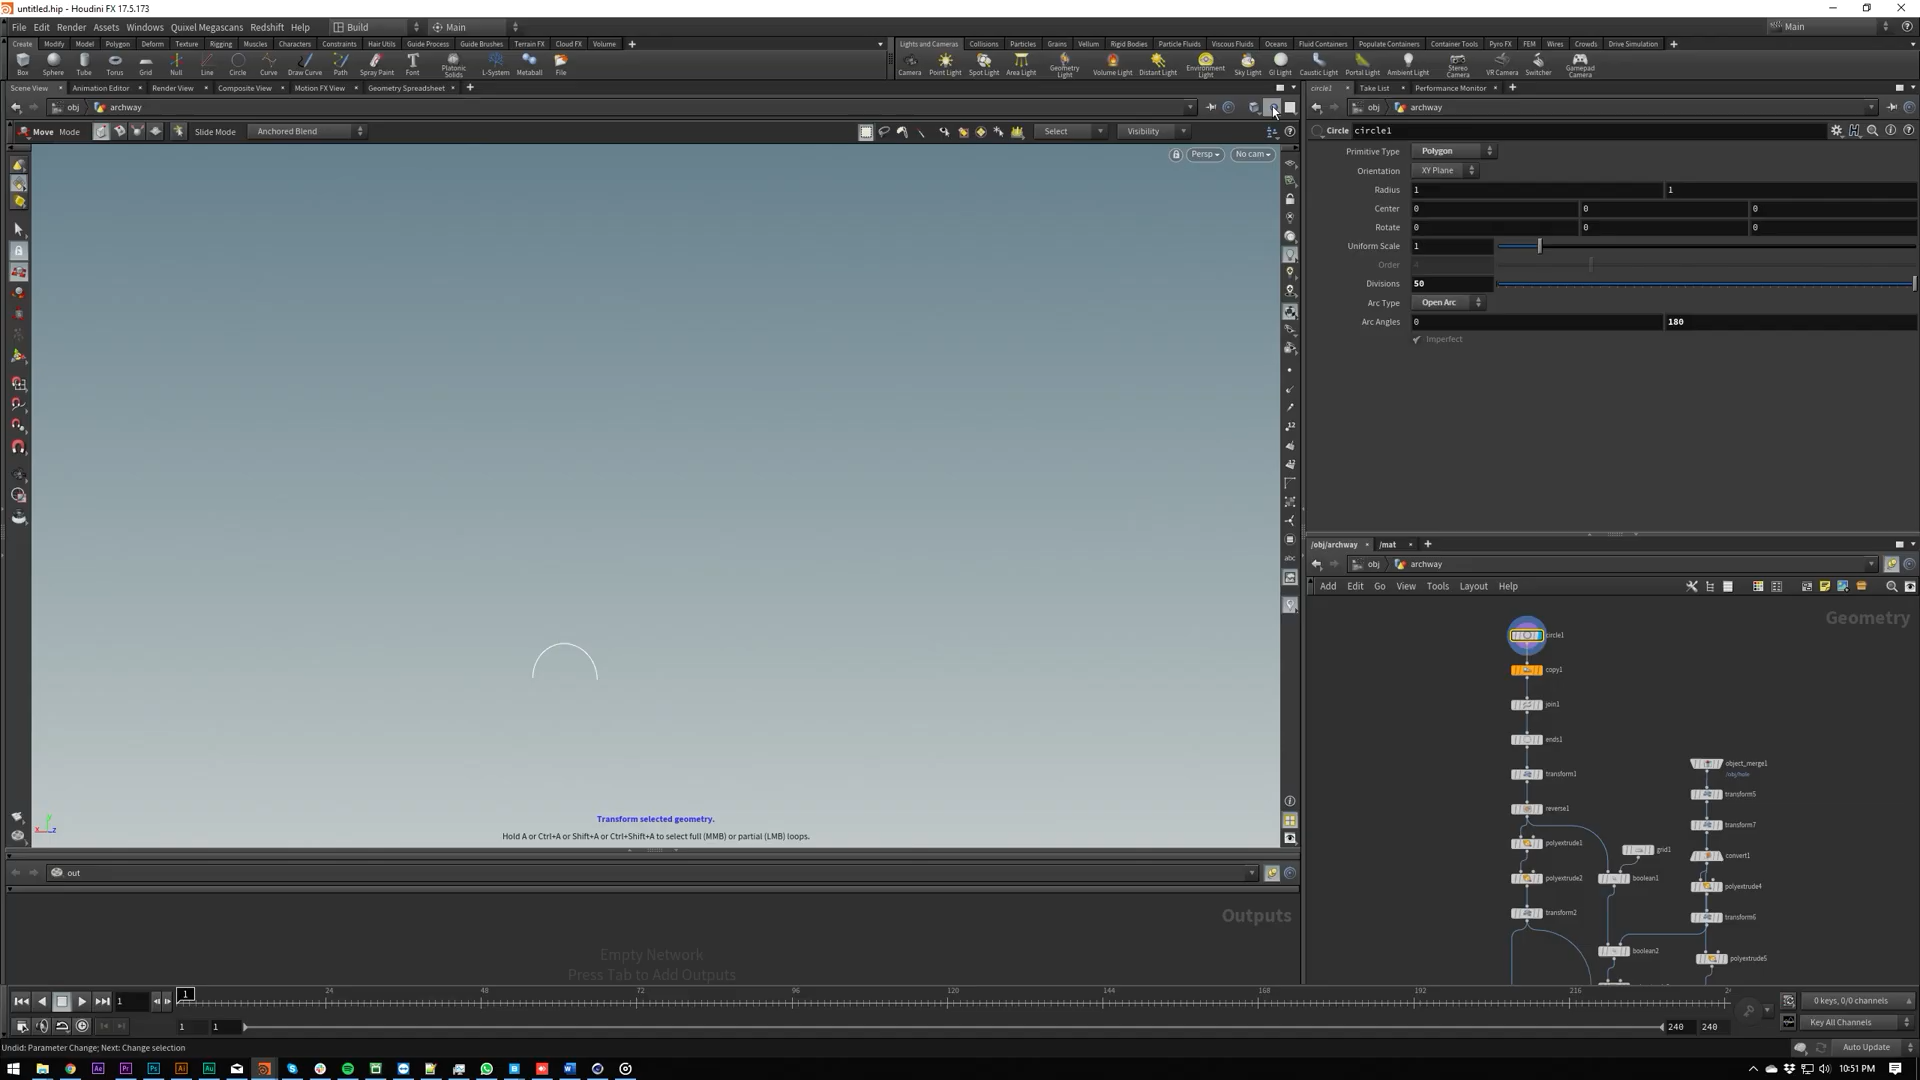 untitled.hip - Houdini FX 17.5.173
File Edit Render Assets Windows Quixel Megascans Redshift Help Build Main Main
Create Modify Model Polygon Deform Texture Rigging Muscles Characters Constraints Hair Utils Guide Process Guide Brushes Terrain FX Cloud FX Volume
Lights and Cameras Collisions Particles Grains Vellum Rigid Bodies Particle Fluids Viscous Fluids Oceans Fluid Containers Populate Containers Container Tools Pyro FX FEM Wires Crowds Drive Simulation
Box Sphere Tube Torus Grid Null Line Circle Curve Draw Curve Path Spray Paint Font Platonic Solids L-System Metaball File
Camera Point Light Spot Light Area Light Geometry Light Volume Light Distant Light Environment Light Sky Light GI Light Caustic Light Portal Light Ambient Light Stereo Camera VR Camera Switcher Gamepad Camera
Scene View Animation Editor Render View Composite View Motion FX View Geometry Spreadsheet
circle1 Take List Performance Monitor
obj archway
obj archway
Move Mode Slide Mode Anchored Blend Select Visibility
Circle circle1
Persp No cam
Primitive Type Polygon
Orientation XY Plane
Radius 1 1
Center 0 0 0
Rotate 0 0 0
Uniform Scale 1
Order 4
Divisions 50
Arc Type Open Arc
Arc Angles 0 180
Imperfect
/obj/archway /mat
obj archway
Add Edit Go View Tools Layout Help
Geometry
circle1
copy1
join1
ends1
transform1
reverse1
polyextrude1
polyextrude2
transform2
grid1
boolean1
boolean2
object_merge1
/obj/hole
transform5
transform7
convert1
polyextrude4
transform6
polyextrude5
Transform selected geometry.
Hold A or Ctrl+A or Shift+A or Ctrl+Shift+A to select full (MMB) or partial (LMB) loops.
out
Outputs
Empty Network
Press Tab to Add Outputs
1 1 24 48 72 96 120 144 168 192 216 2
0 keys, 0/0 channels
1 1 240 240
Key All Channels
Undid: Parameter Change; Next: Change selection
Auto Update
10:51 PM